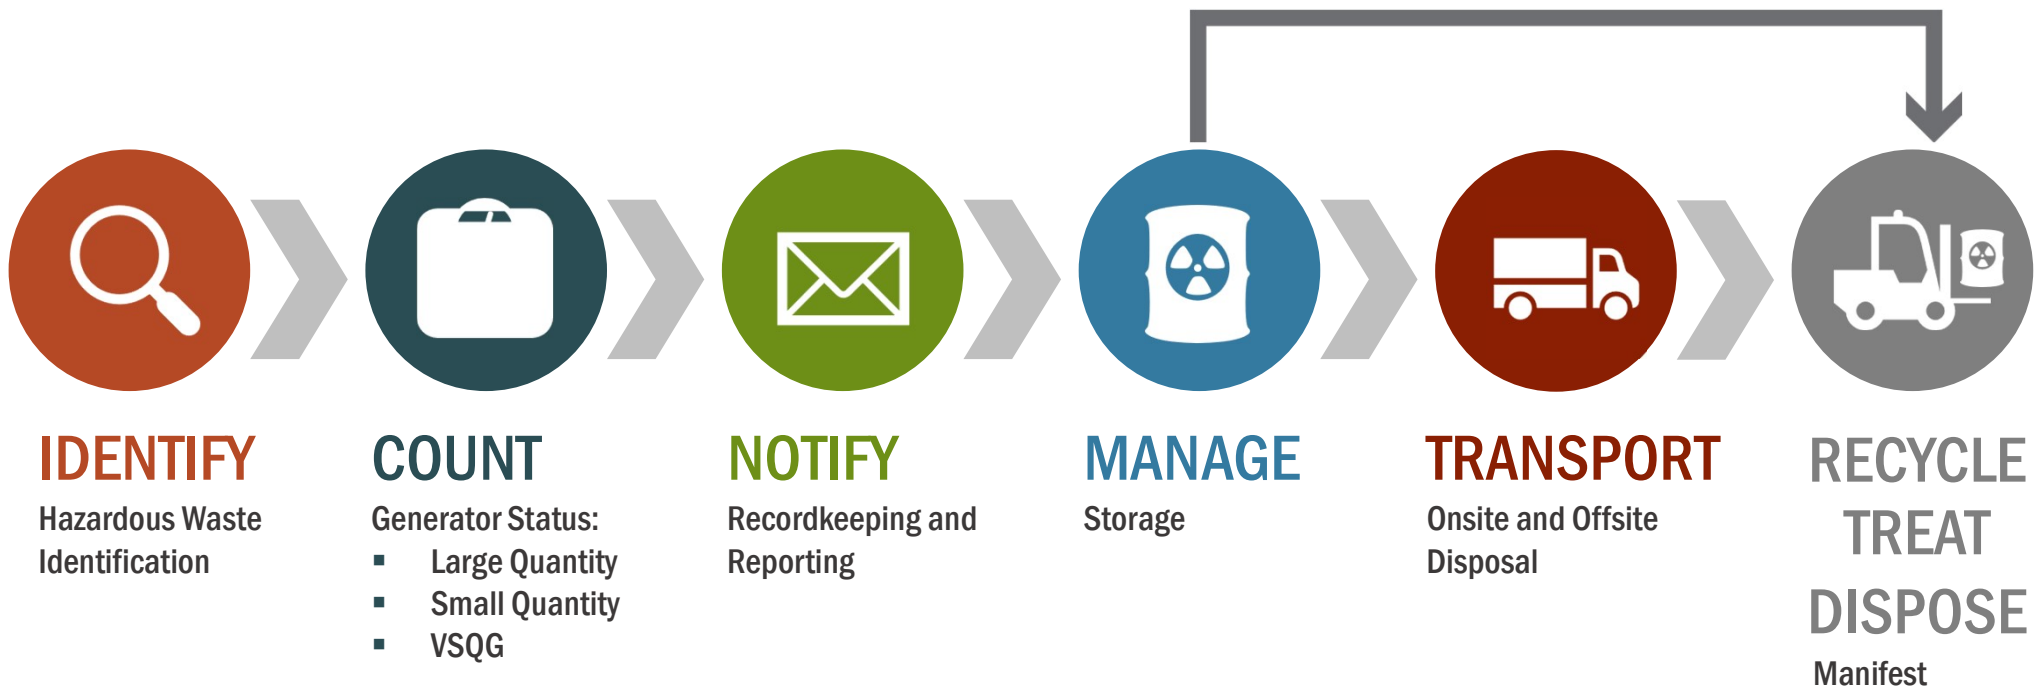 IDENTIFY
Hazardous Waste
Identification
COUNT
Generator Status:
▪ Large Quantity
▪ Small Quantity
▪ VSQG
NOTIFY
Recordkeeping and
Reporting
MANAGE
Storage
TRANSPORT
Onsite and Offsite
Disposal
RECYCLE
TREAT
DISPOSE
Manifest